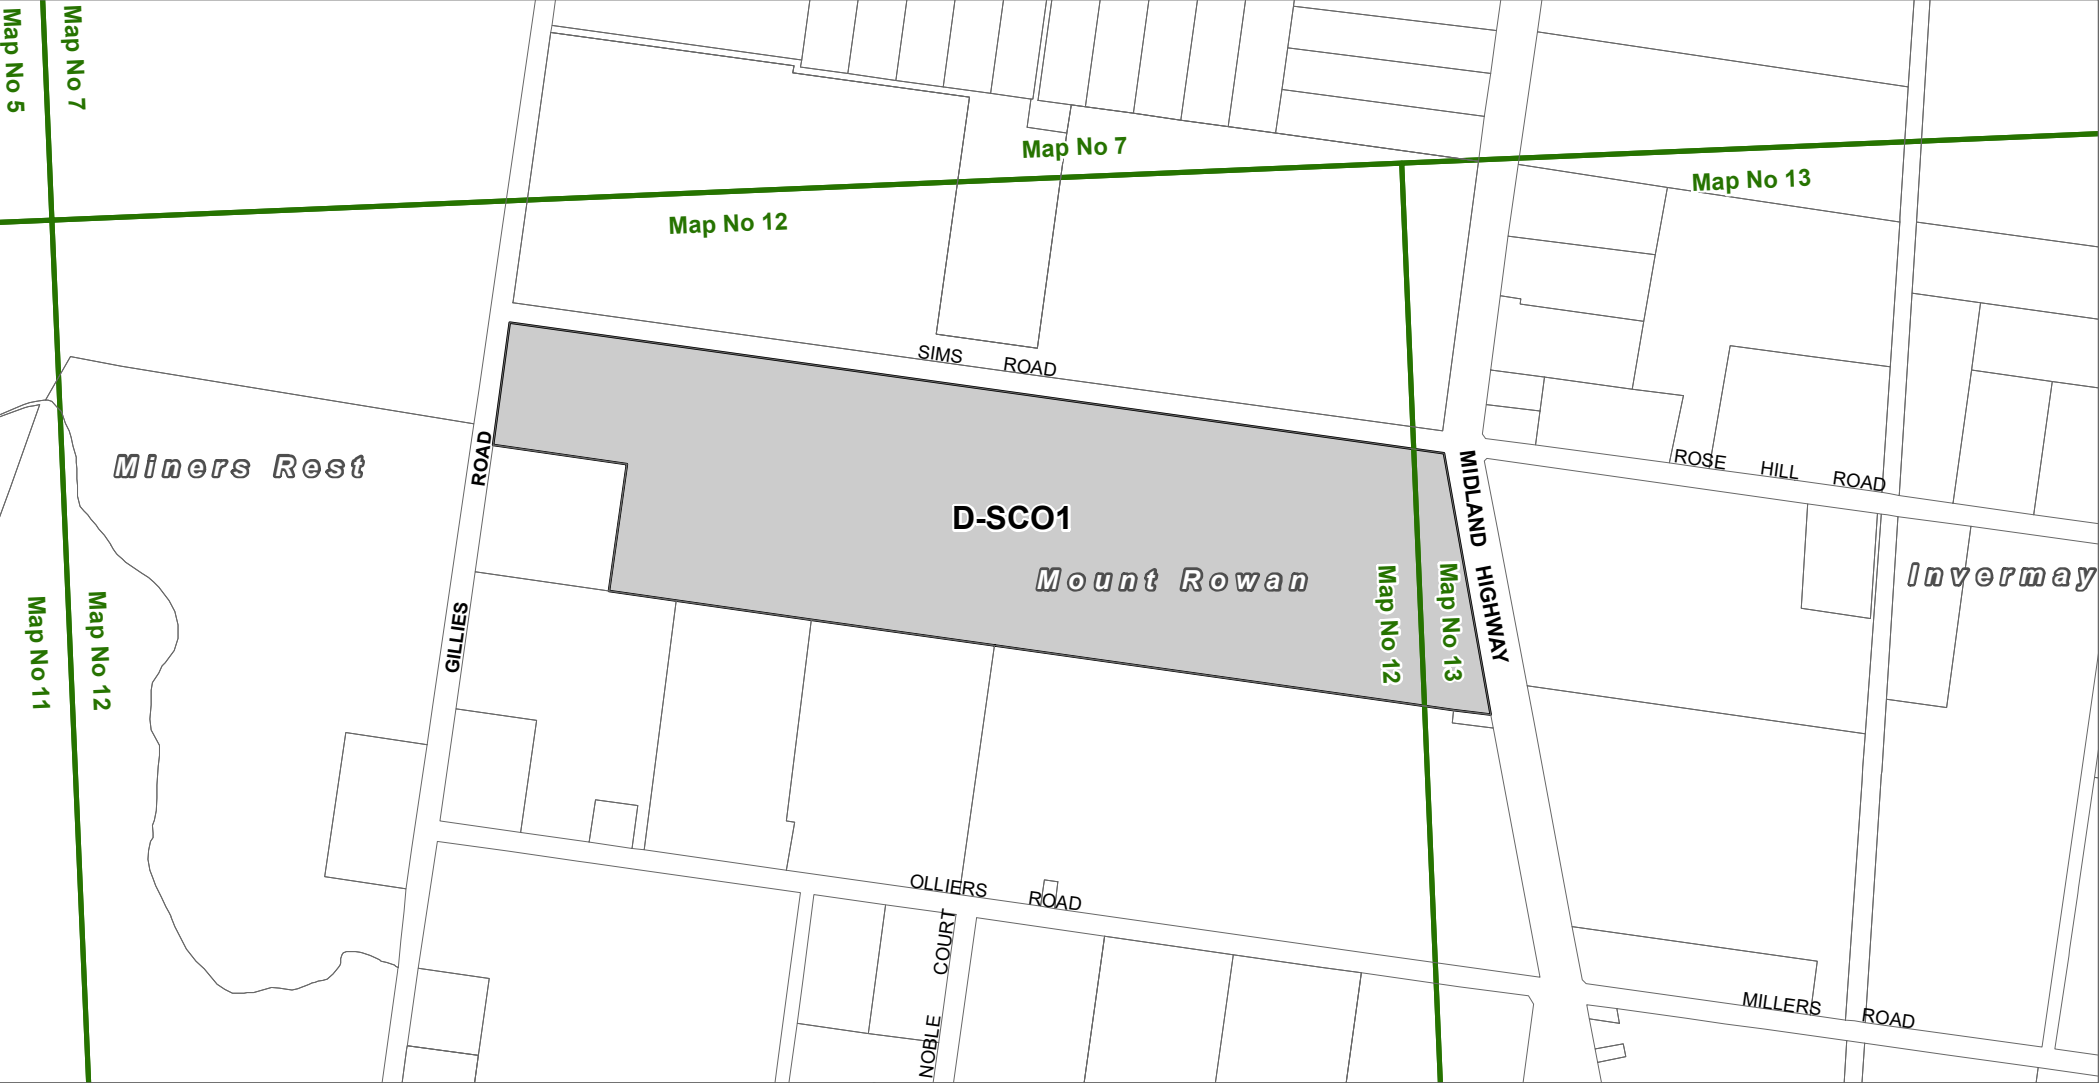 Map No 5
Map No 7
Map No 7
Map No 13
Map No 12
SIMS ROAD
Miners Rest
ROAD
GILLIES
MIDLAND HIGHWAY
ROSE HILL ROAD
D-SCO1
Mount Rowan
Invermay
Map No 11
Map No 12
Map No 12
Map No 13
OLLIERS ROAD
NOBLE COURT
MILLERS ROAD